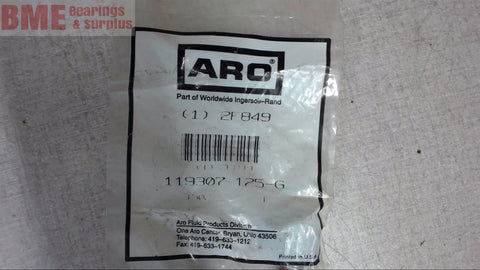 BME Bearings
& Surplus
ARO®
Part of Worldwide Ingersoll-Rand
(1) 2F849
119307-125-G
Aro Fluid Products Division
One Aro Center, Bryan, Ohio 43506
Telephone: 419-633-1212
Fax: 419-633-1744
Printed in U.S.A.